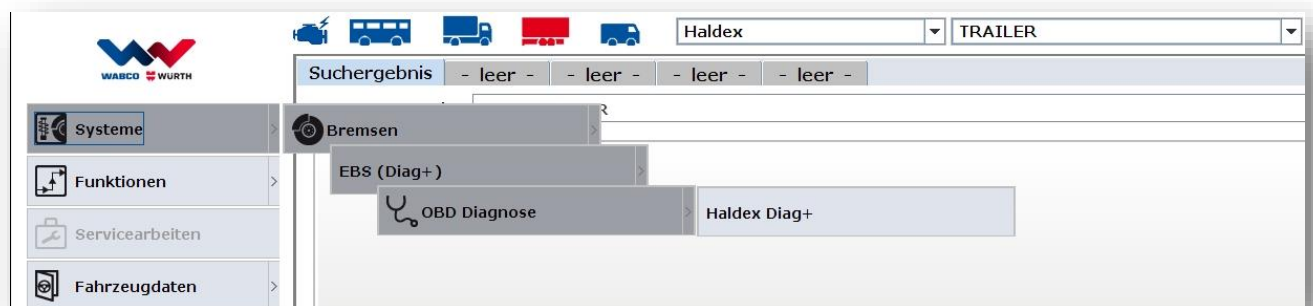 Haldex TRAILER
WABCO WÜRTH
Suchergebnis - leer - - leer - - leer - - leer -
R
Systeme Bremsen
EBS (Diag+)
Funktionen
OBD Diagnose Haldex Diag+
Servicearbeiten
Fahrzeugdaten